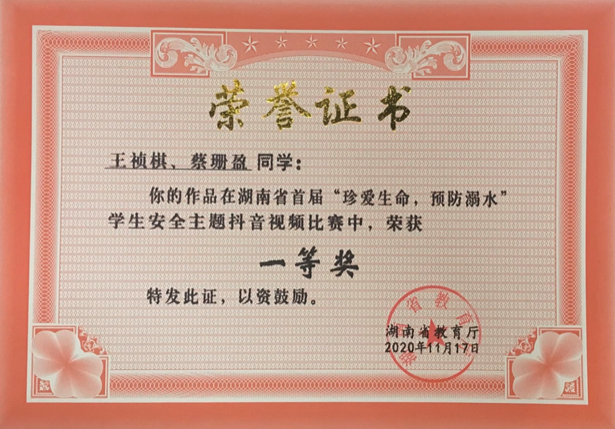 荣誉证书
王祯棋、蔡珊盈同学：
你的作品在湖南省首届“珍爱生命，预防溺水”
学生安全主题抖音视频比赛中，荣获
一等奖
特发此证，以资鼓励。
湖南省教育厅
2020年11月17日